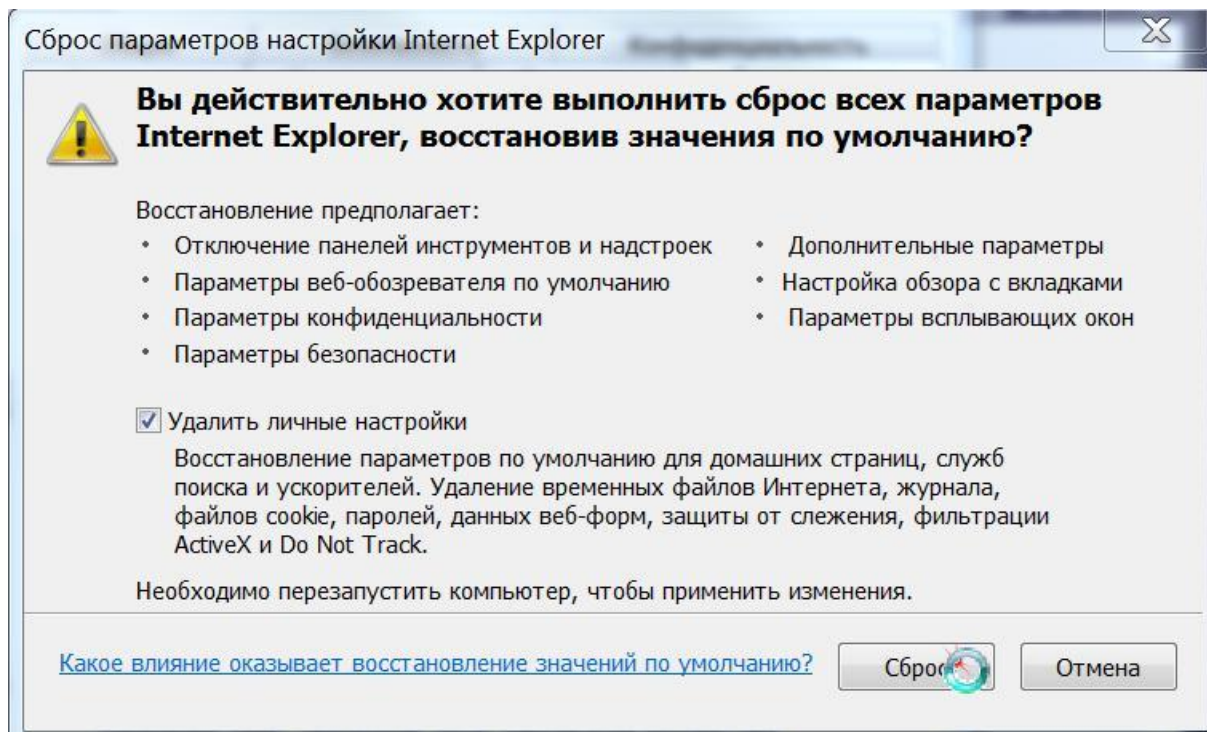 Сброс параметров настройки Internet Explorer
Вы действительно хотите выполнить сброс всех параметров
Internet Explorer, восстановив значения по умолчанию?
Восстановление предполагает:
• Отключение панелей инструментов и надстроек
• Параметры веб-обозревателя по умолчанию
• Параметры конфиденциальности
• Параметры безопасности
• Дополнительные параметры
• Настройка обзора с вкладками
• Параметры всплывающих окон
Удалить личные настройки
Восстановление параметров по умолчанию для домашних страниц, служб
поиска и ускорителей. Удаление временных файлов Интернета, журнала,
файлов cookie, паролей, данных веб-форм, защиты от слежения, фильтрации
ActiveX и Do Not Track.
Необходимо перезапустить компьютер, чтобы применить изменения.
Какое влияние оказывает восстановление значений по умолчанию?
Сброс
Отмена